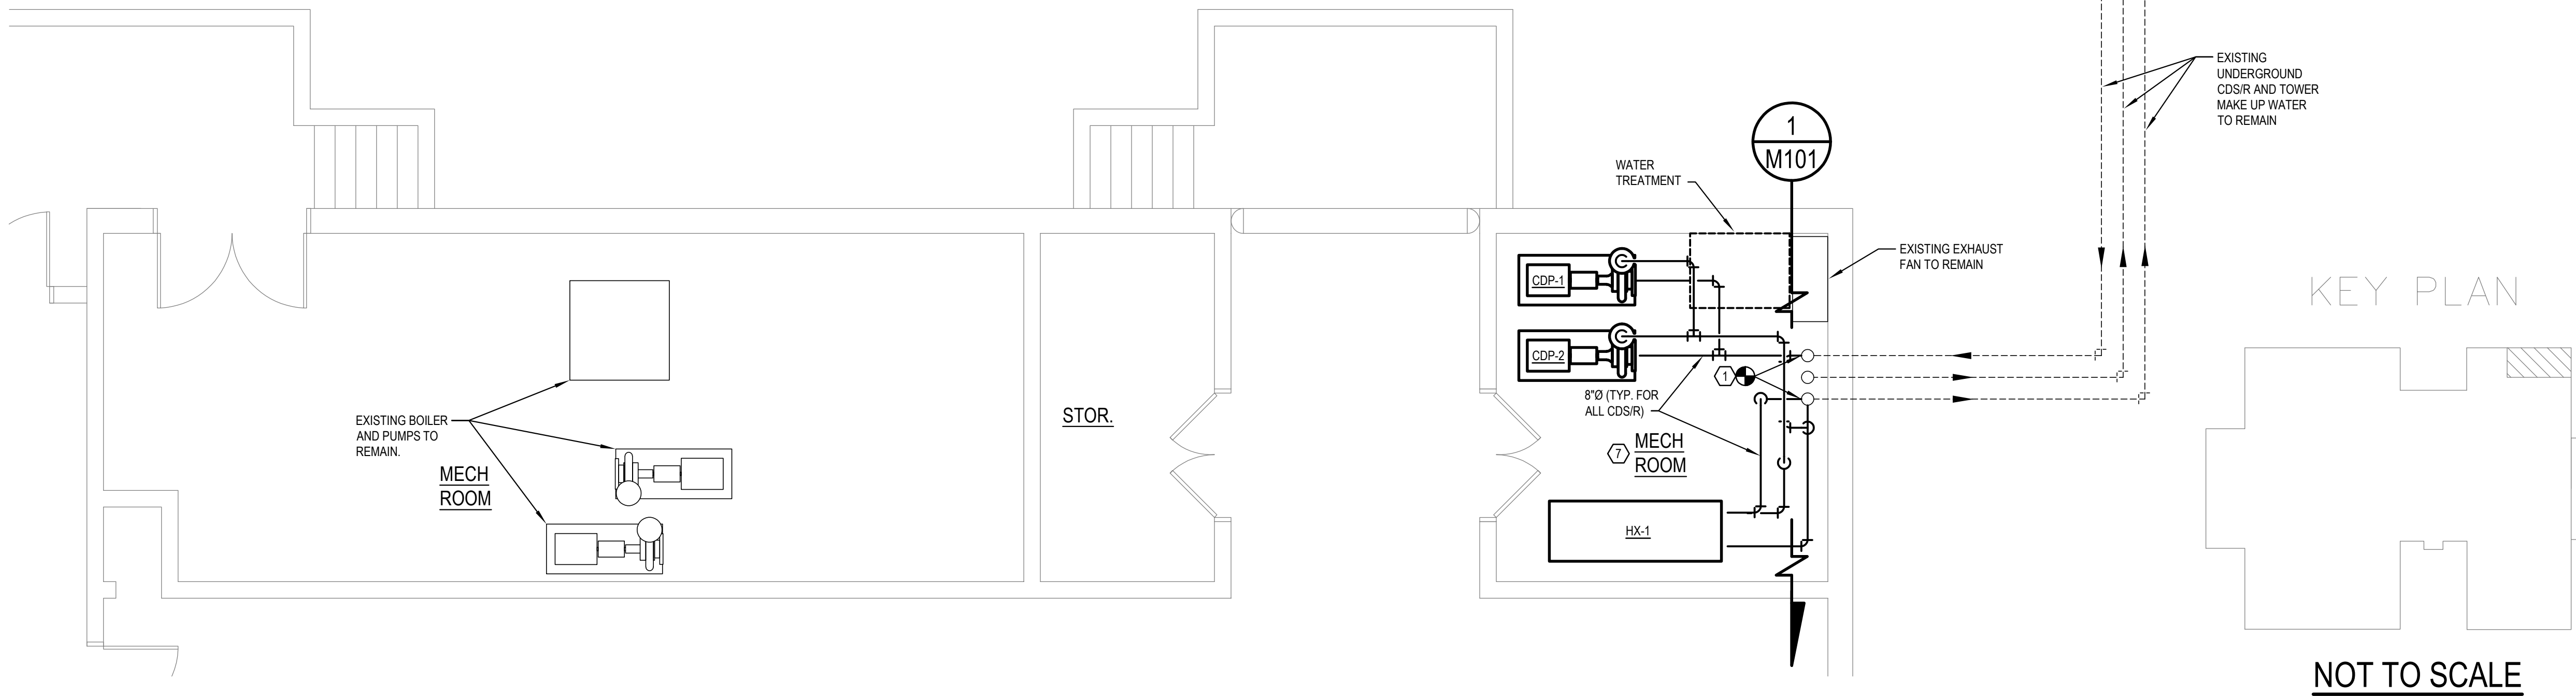 EXISTING
UNDERGROUND
CDS/R AND TOWER
MAKE UP WATER
TO REMAIN
1
M101
WATER
TREATMENT
EXISTING EXHAUST
FAN TO REMAIN
KEY PLAN
CDP-1
CDP-2
1
8"Ø (TYP. FOR
ALL CDS/R)
STOR.
EXISTING BOILER
AND PUMPS TO
REMAIN.
MECH
ROOM
7
MECH
ROOM
HX-1
NOT TO SCALE